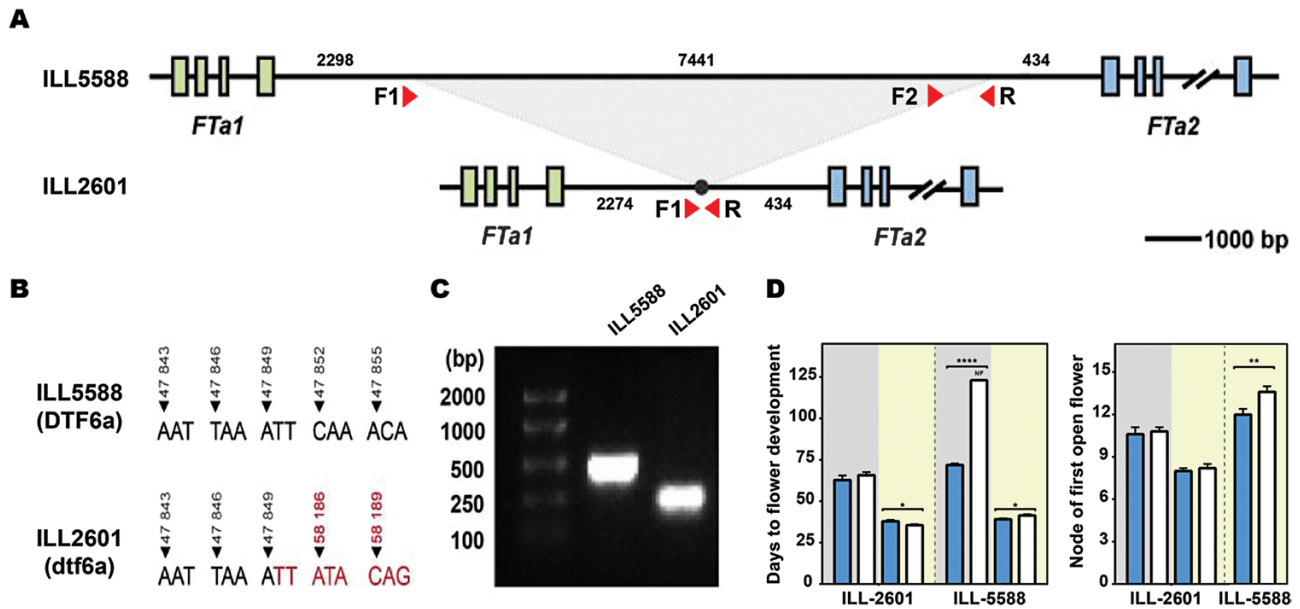 A
ILL5588
2298
7441
434
F1
F2
R
FTa1
FTa2
ILL2601
2274
F1
R
434
FTa1
FTa2
1000 bp
B
ILL5588
(DTF6a)
47 843
47 846
47 849
47 852
47 855
AAT TAA ATT CAA ACA
ILL2601
(dtf6a)
47 843
47 846
47 849
58 186
58 189
AAT TAA ATT ATA CAG
C
ILL5588
ILL2601
(bp)
2000
1000
500
250
100
D
Days to flower development
125
100
75
50
25
0
****
NF
*
*
ILL-2601
ILL-5588
Node of first open flower
15
12
9
6
3
0
**
ILL-2601
ILL-5588